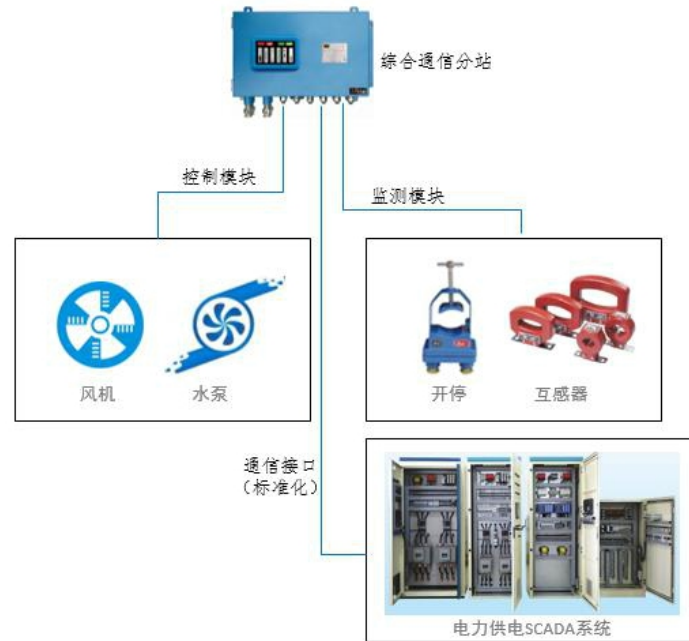 综合通信分站
控制模块
监测模块
风机
水泵
开停
互感器
通信接口
（标准化）
电力供电SCADA系统